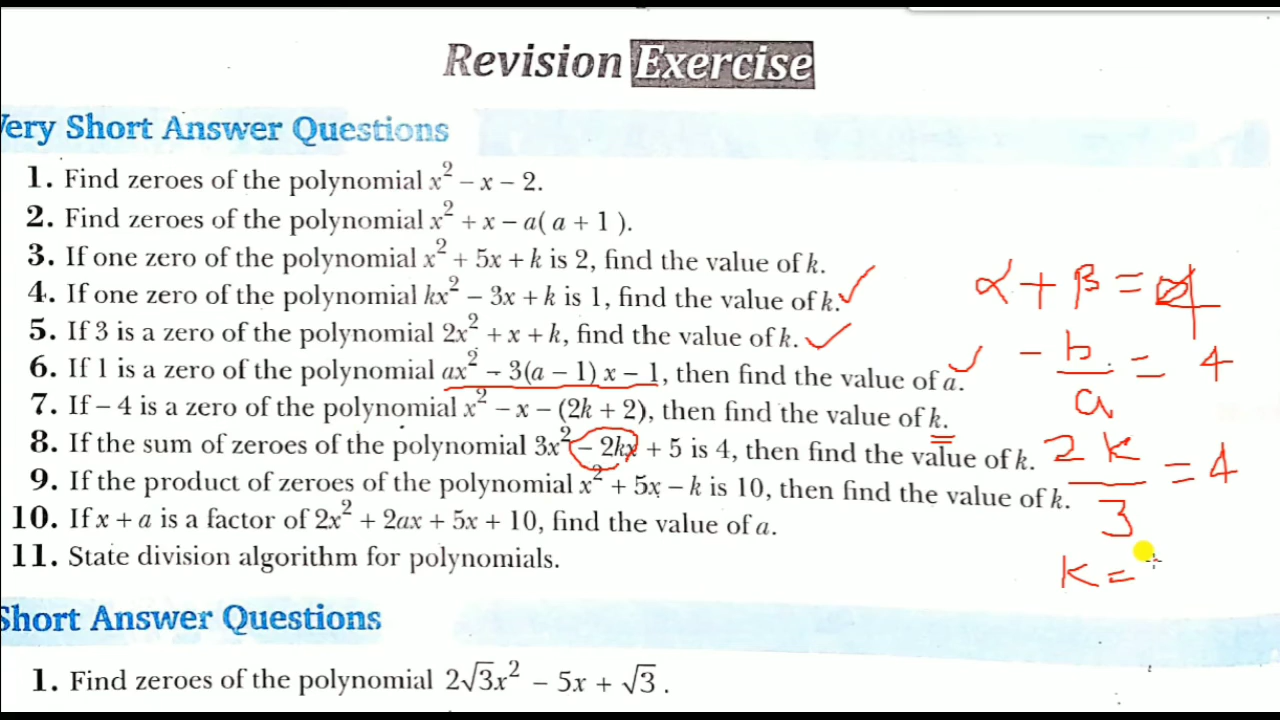 Revision Exercise
Very Short Answer Questions
1. Find zeroes of the polynomial x² – x – 2.
2. Find zeroes of the polynomial x² + x – a( a + 1 ).
3. If one zero of the polynomial x² + 5x + k is 2, find the value of k.
4. If one zero of the polynomial kx² – 3x + k is 1, find the value of k. ✓
5. If 3 is a zero of the polynomial 2x² + x + k, find the value of k. ✓
6. If 1 is a zero of the polynomial ax² – 3(a – 1) x – 1, then find the value of a. ✓
7. If – 4 is a zero of the polynomial x² – x – (2k + 2), then find the value of k.
8. If the sum of zeroes of the polynomial 3x² – 2kx + 5 is 4, then find the value of k.
9. If the product of zeroes of the polynomial x² + 5x – k is 10, then find the value of k.
10. If x + a is a factor of 2x² + 2ax + 5x + 10, find the value of a.
11. State division algorithm for polynomials.
Short Answer Questions
1. Find zeroes of the polynomial 2√3x² – 5x + √3 .
α + β = 4
– b/a = 4
2k/3 = 4
k =